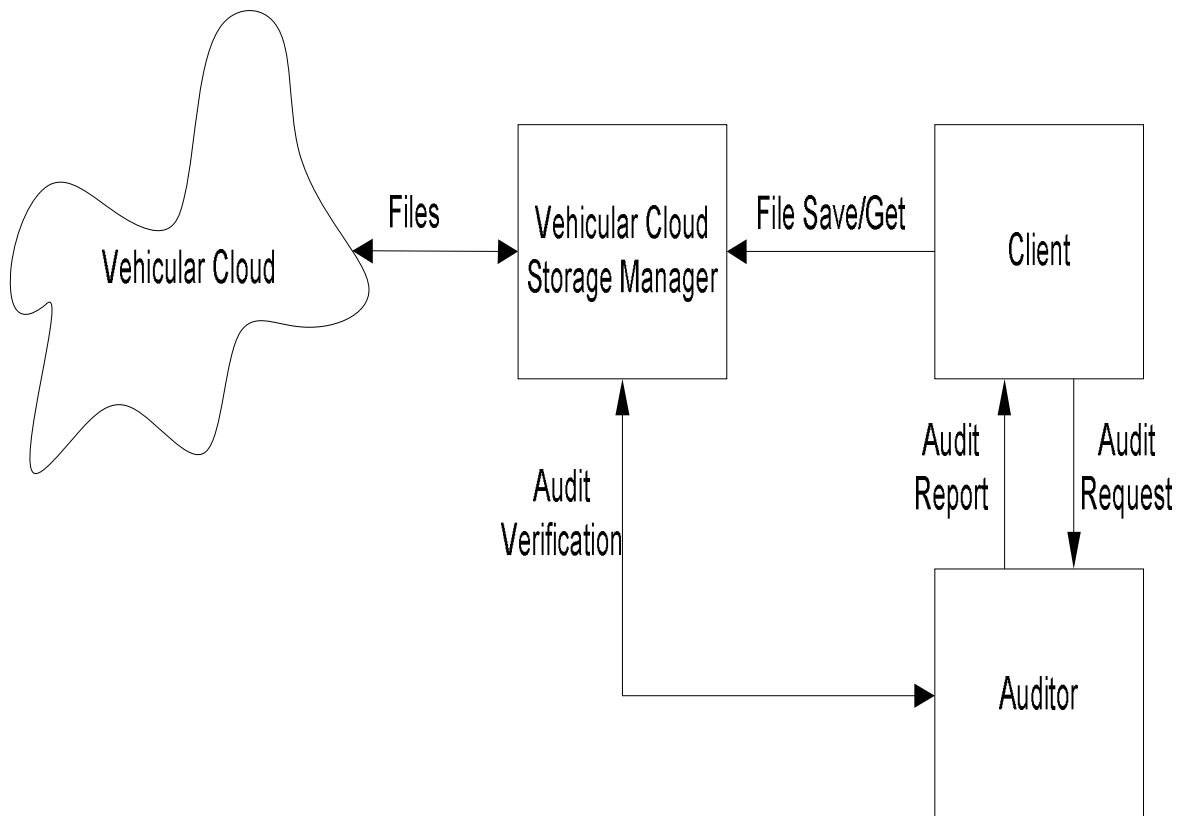 Vehicular Cloud
Files
Vehicular Cloud
Storage Manager
File Save/Get
Client
Audit
Verification
Audit
Report
Audit
Request
Auditor